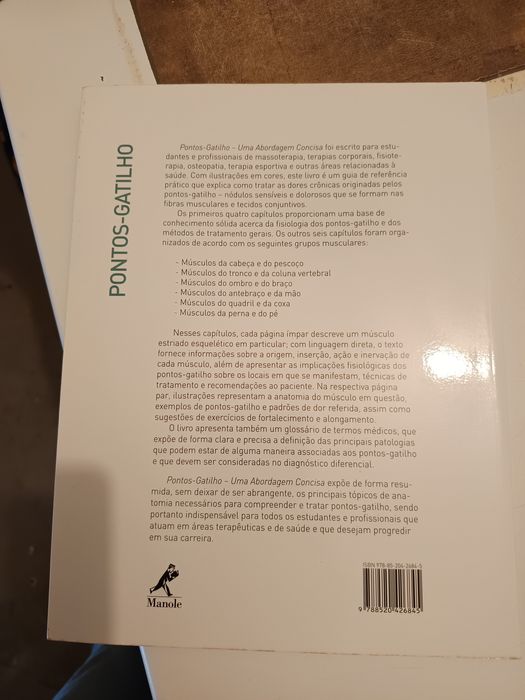 PONTOS-GATILHO
Pontos-Gatilho – Uma Abordagem Concisa foi escrito para estu-
dantes e profissionais de massoterapia, terapias corporais, fisiote-
rapia, osteopatia, terapia esportiva e outras áreas relacionadas à
saúde. Com ilustrações em cores, este livro é um guia de referência
prático que explica como tratar as dores crônicas originadas pelos
pontos-gatilho – nódulos sensíveis e dolorosos que se formam nas
fibras musculares e tecidos conjuntivos.
Os primeiros quatro capítulos proporcionam uma base de
conhecimento sólida acerca da fisiologia dos pontos-gatilho e dos
métodos de tratamento gerais. Os outros seis capítulos foram orga-
nizados de acordo com os seguintes grupos musculares:
- Músculos da cabeça e do pescoço
- Músculos do tronco e da coluna vertebral
- Músculos do ombro e do braço
- Músculos do antebraço e da mão
- Músculos do quadril e da coxa
- Músculos da perna e do pé
Nesses capítulos, cada página ímpar descreve um músculo
estriado esquelético em particular; com linguagem direta, o texto
fornece informações sobre a origem, inserção, ação e inervação de
cada músculo, além de apresentar as implicações fisiológicas dos
pontos-gatilho sobre os locais em que se manifestam, técnicas de
tratamento e recomendações ao paciente. Na respectiva página
par, ilustrações representam a anatomia do músculo em questão,
exemplos de pontos-gatilho e padrões de dor referida, assim como
sugestões de exercícios de fortalecimento e alongamento.
O livro apresenta também um glossário de termos médicos, que
expõe de forma clara e precisa a definição das principais patologias
que podem estar de alguma maneira associadas aos pontos-gatilho
e que devem ser consideradas no diagnóstico diferencial.
Pontos-Gatilho – Uma Abordagem Concisa expõe de forma resu-
mida, sem deixar de ser abrangente, os principais tópicos de ana-
tomia necessários para compreender e tratar pontos-gatilho, sendo
portanto indispensável para todos os estudantes e profissionais que
atuam em áreas terapêuticas e de saúde e que desejam progredir
em sua carreira.
Manole
ISBN 978-85-204-2684-5
9 788520 426845